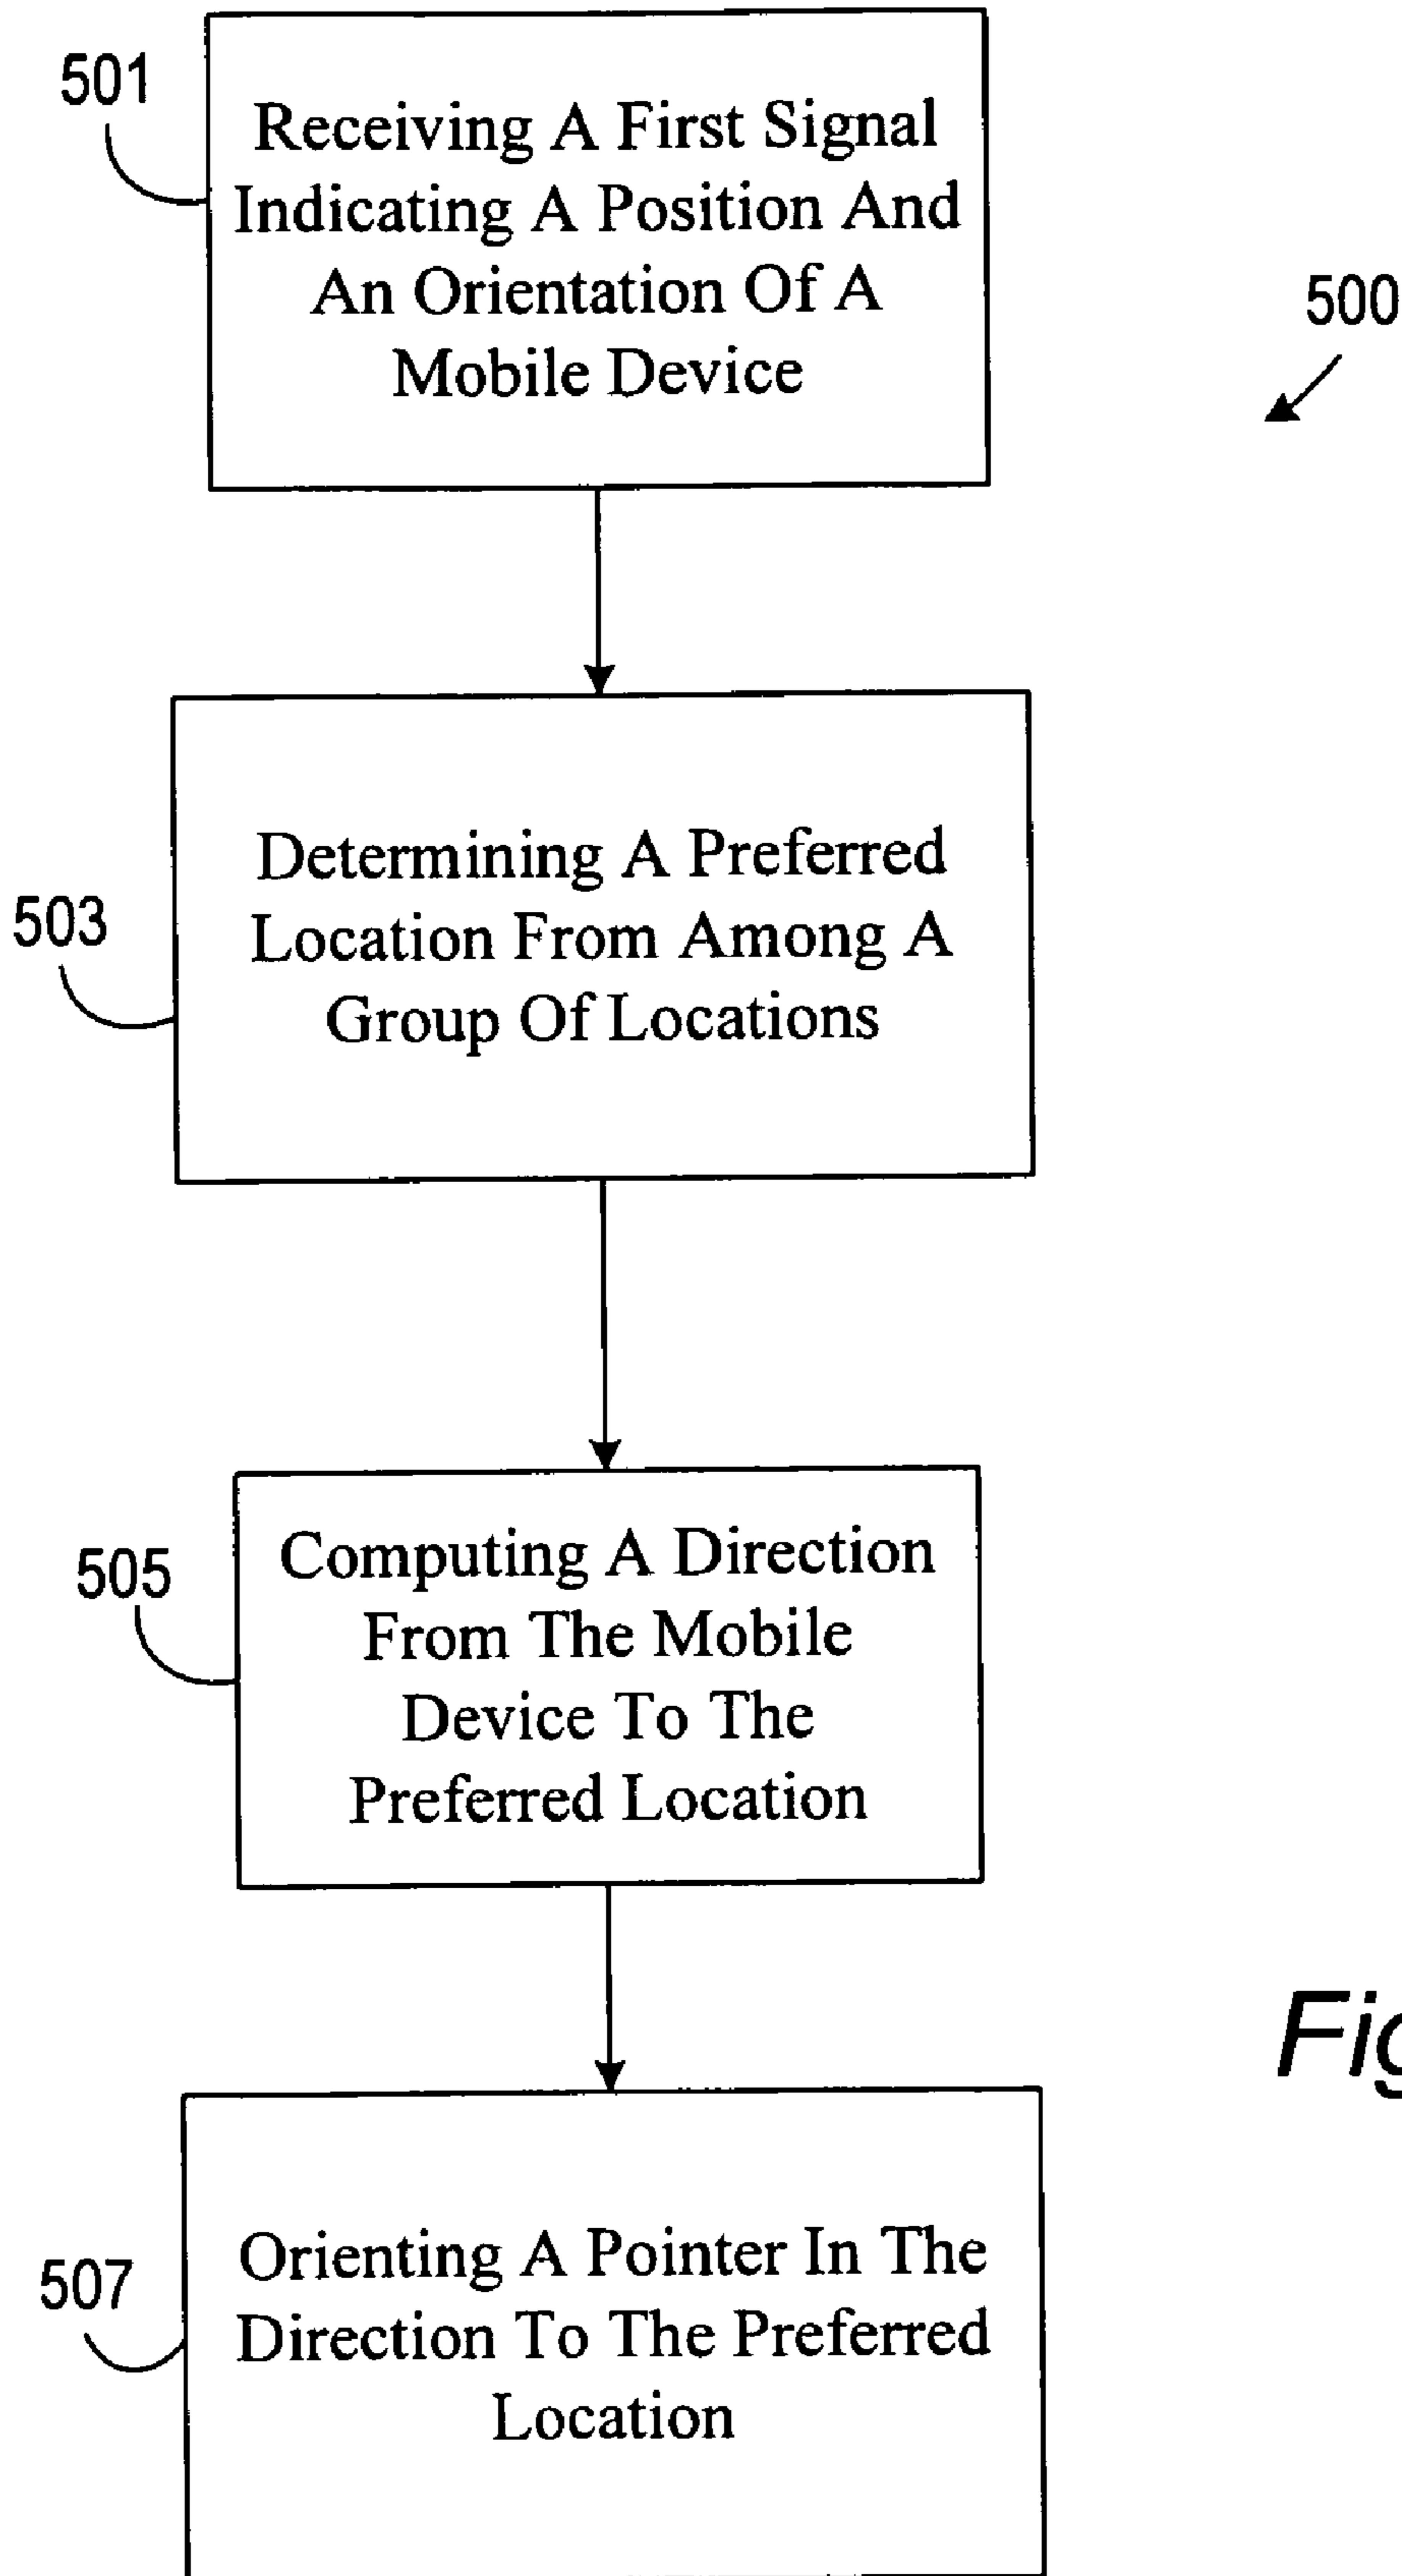 501
Receiving A First Signal
Indicating A Position And
An Orientation Of A
Mobile Device
500
503
Determining A Preferred
Location From Among A
Group Of Locations
505
Computing A Direction
From The Mobile
Device To The
Preferred Location
507
Orienting A Pointer In The
Direction To The Preferred
Location